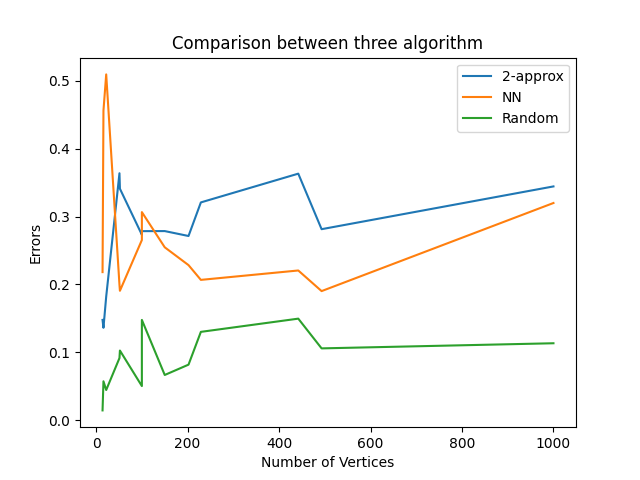 Comparison between three algorithm
2-approx
NN
Random
0.5
0.4
0.3
0.2
0.1
0.0
Errors
0 200 400 600 800 1000
Number of Vertices